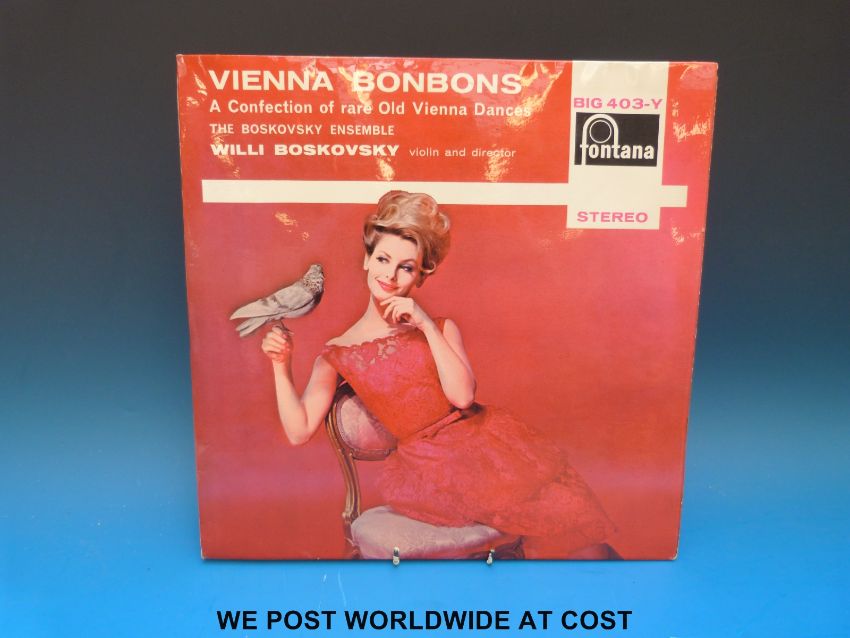 VIENNA BONBONS
A Confection of rare Old Vienna Dances
THE BOSKOVSKY ENSEMBLE
WILLI BOSKOVSKY violin and director
BIG 403-Y
fontana
STEREO
WE POST WORLDWIDE AT COST